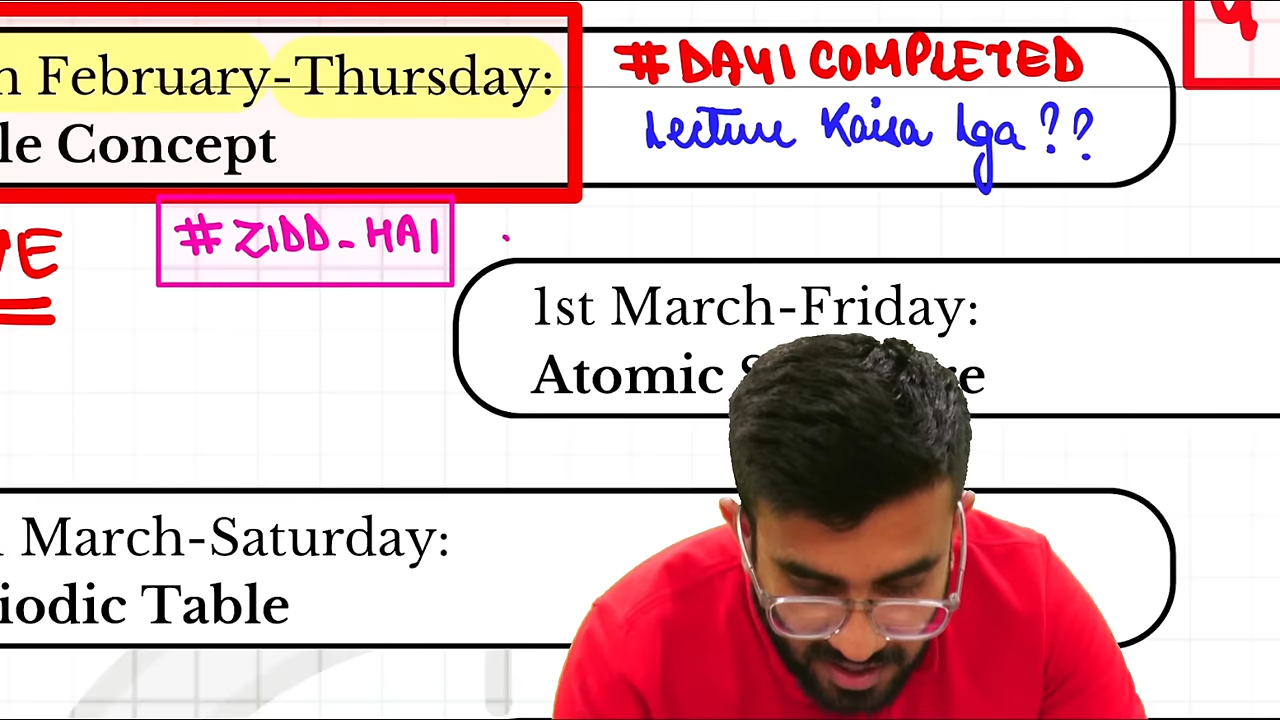 n February-Thursday:
le Concept
#DAY1 COMPLETED
Lecture Kaisa Lga ??
VE
#ZIDD_HAI
1st March-Friday:
Atomic re
March-Saturday:
iodic Table